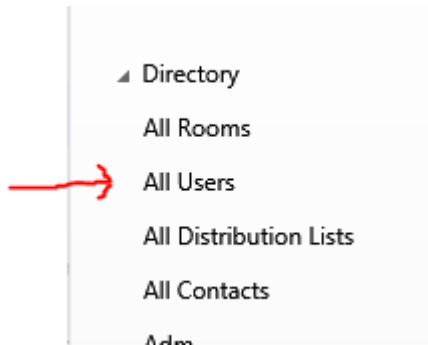 Directory
All Rooms
All Users
All Distribution Lists
All Contacts